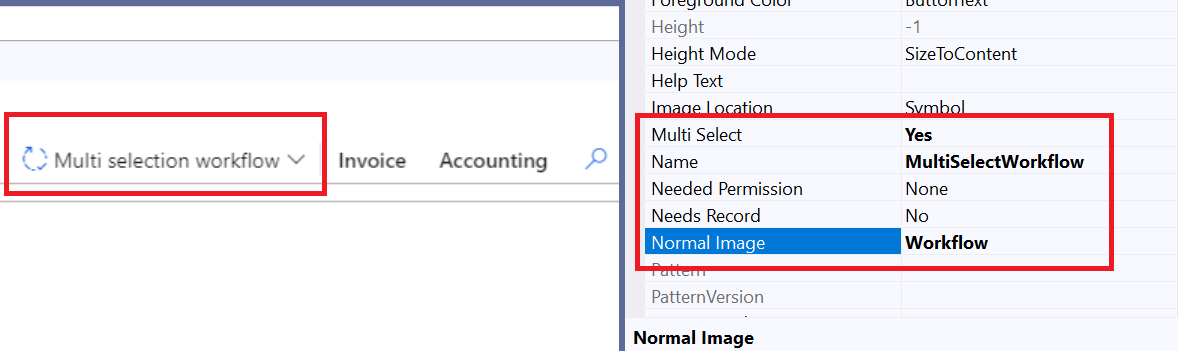 Multi selection workflow Invoice Accounting
Foreground Color ButtonText
Height -1
Height Mode SizeToContent
Help Text
Image Location Symbol
Multi Select Yes
Name MultiSelectWorkflow
Needed Permission None
Needs Record No
Normal Image Workflow
Pattern
PatternVersion
Normal Image